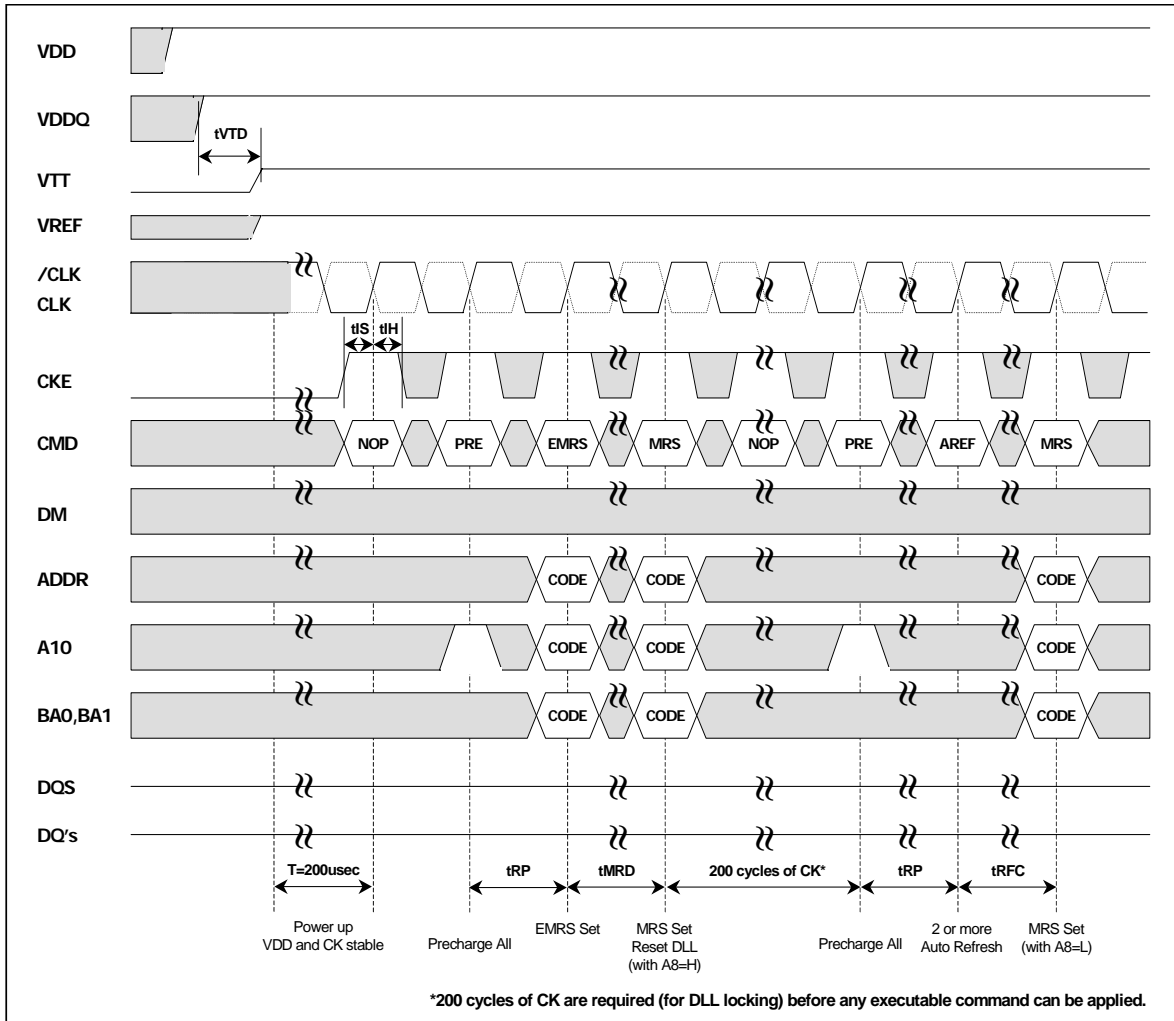 VDD
VDDQ
tVTD
VTT
VREF
/CLK
CLK
tIS tIH
CKE
CMD NOP PRE EMRS MRS NOP PRE AREF MRS
DM
ADDR CODE CODE CODE
A10 CODE CODE CODE
BA0,BA1 CODE CODE CODE
DQS
DQ's
T=200usec tRP tMRD 200 cycles of CK* tRP tRFC
Power up
VDD and CK stable
Precharge All
EMRS Set
MRS Set
Reset DLL
(with A8=H)
Precharge All
2 or more
Auto Refresh
MRS Set
(with A8=L)
*200 cycles of CK are required (for DLL locking) before any executable command can be applied.